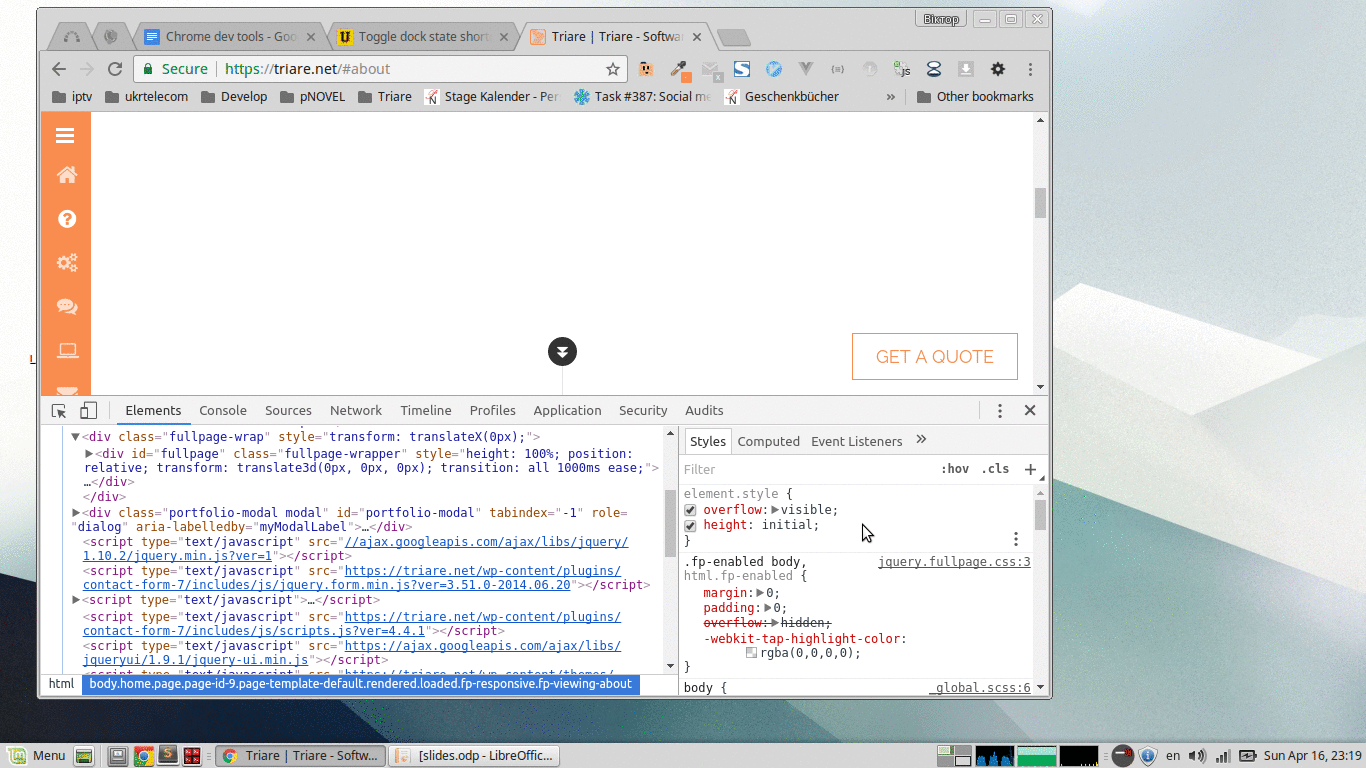 Віктор
Chrome dev tools - Goo
Toggle dock state short
Triare | Triare - Softwar
Secure
https://triare.net/#about
iptv
ukrtelecom
Develop
pNOVEL
Triare
Stage Kalender - Per
Task #387: Social me
Geschenkbücher
»
Other bookmarks
GET A QUOTE
Elements Console Sources Network Timeline Profiles Application Security Audits
▼<div class="fullpage-wrap" style="transform: translateX(0px);">
▶<div id="fullpage" class="fullpage-wrapper" style="height: 100%; position:
relative; transform: translate3d(0px, 0px, 0px); transition: all 1000ms ease;">
…</div>
</div>
▶<div class="portfolio-modal modal" id="portfolio-modal" tabindex="-1" role=
"dialog" aria-labelledby="myModalLabel">…</div>
<script type="text/javascript" src="//ajax.googleapis.com/ajax/libs/jquery/
1.10.2/jquery.min.js?ver=1"></script>
<script type="text/javascript" src="https://triare.net/wp-content/plugins/
contact-form-7/includes/js/jquery.form.min.js?ver=3.51.0-2014.06.20"></script>
▶<script type="text/javascript">…</script>
<script type="text/javascript" src="https://triare.net/wp-content/plugins/
contact-form-7/includes/js/scripts.js?ver=4.4.1"></script>
<script type="text/javascript" src="https://ajax.googleapis.com/ajax/libs/
jqueryui/1.9.1/jquery-ui.min.js"></script>
<script type="text/javascript" src="https://triare.net/wp-content/themes/
html body.home.page.page-id-9.page-template-default.rendered.loaded.fp-responsive.fp-viewing-about
Styles Computed Event Listeners »
Filter :hov .cls +
element.style {
overflow:▶visible;
height: initial;
}
.fp-enabled body, jquery.fullpage.css:3
html.fp-enabled {
margin:▶0;
padding:▶0;
overflow:▶hidden;
-webkit-tap-highlight-color:
rgba(0,0,0,0);
}
body { _global.scss:6
Menu
Triare | Triare - Softw...
[slides.odp - LibreOffic...
en
Sun Apr 16, 23:19